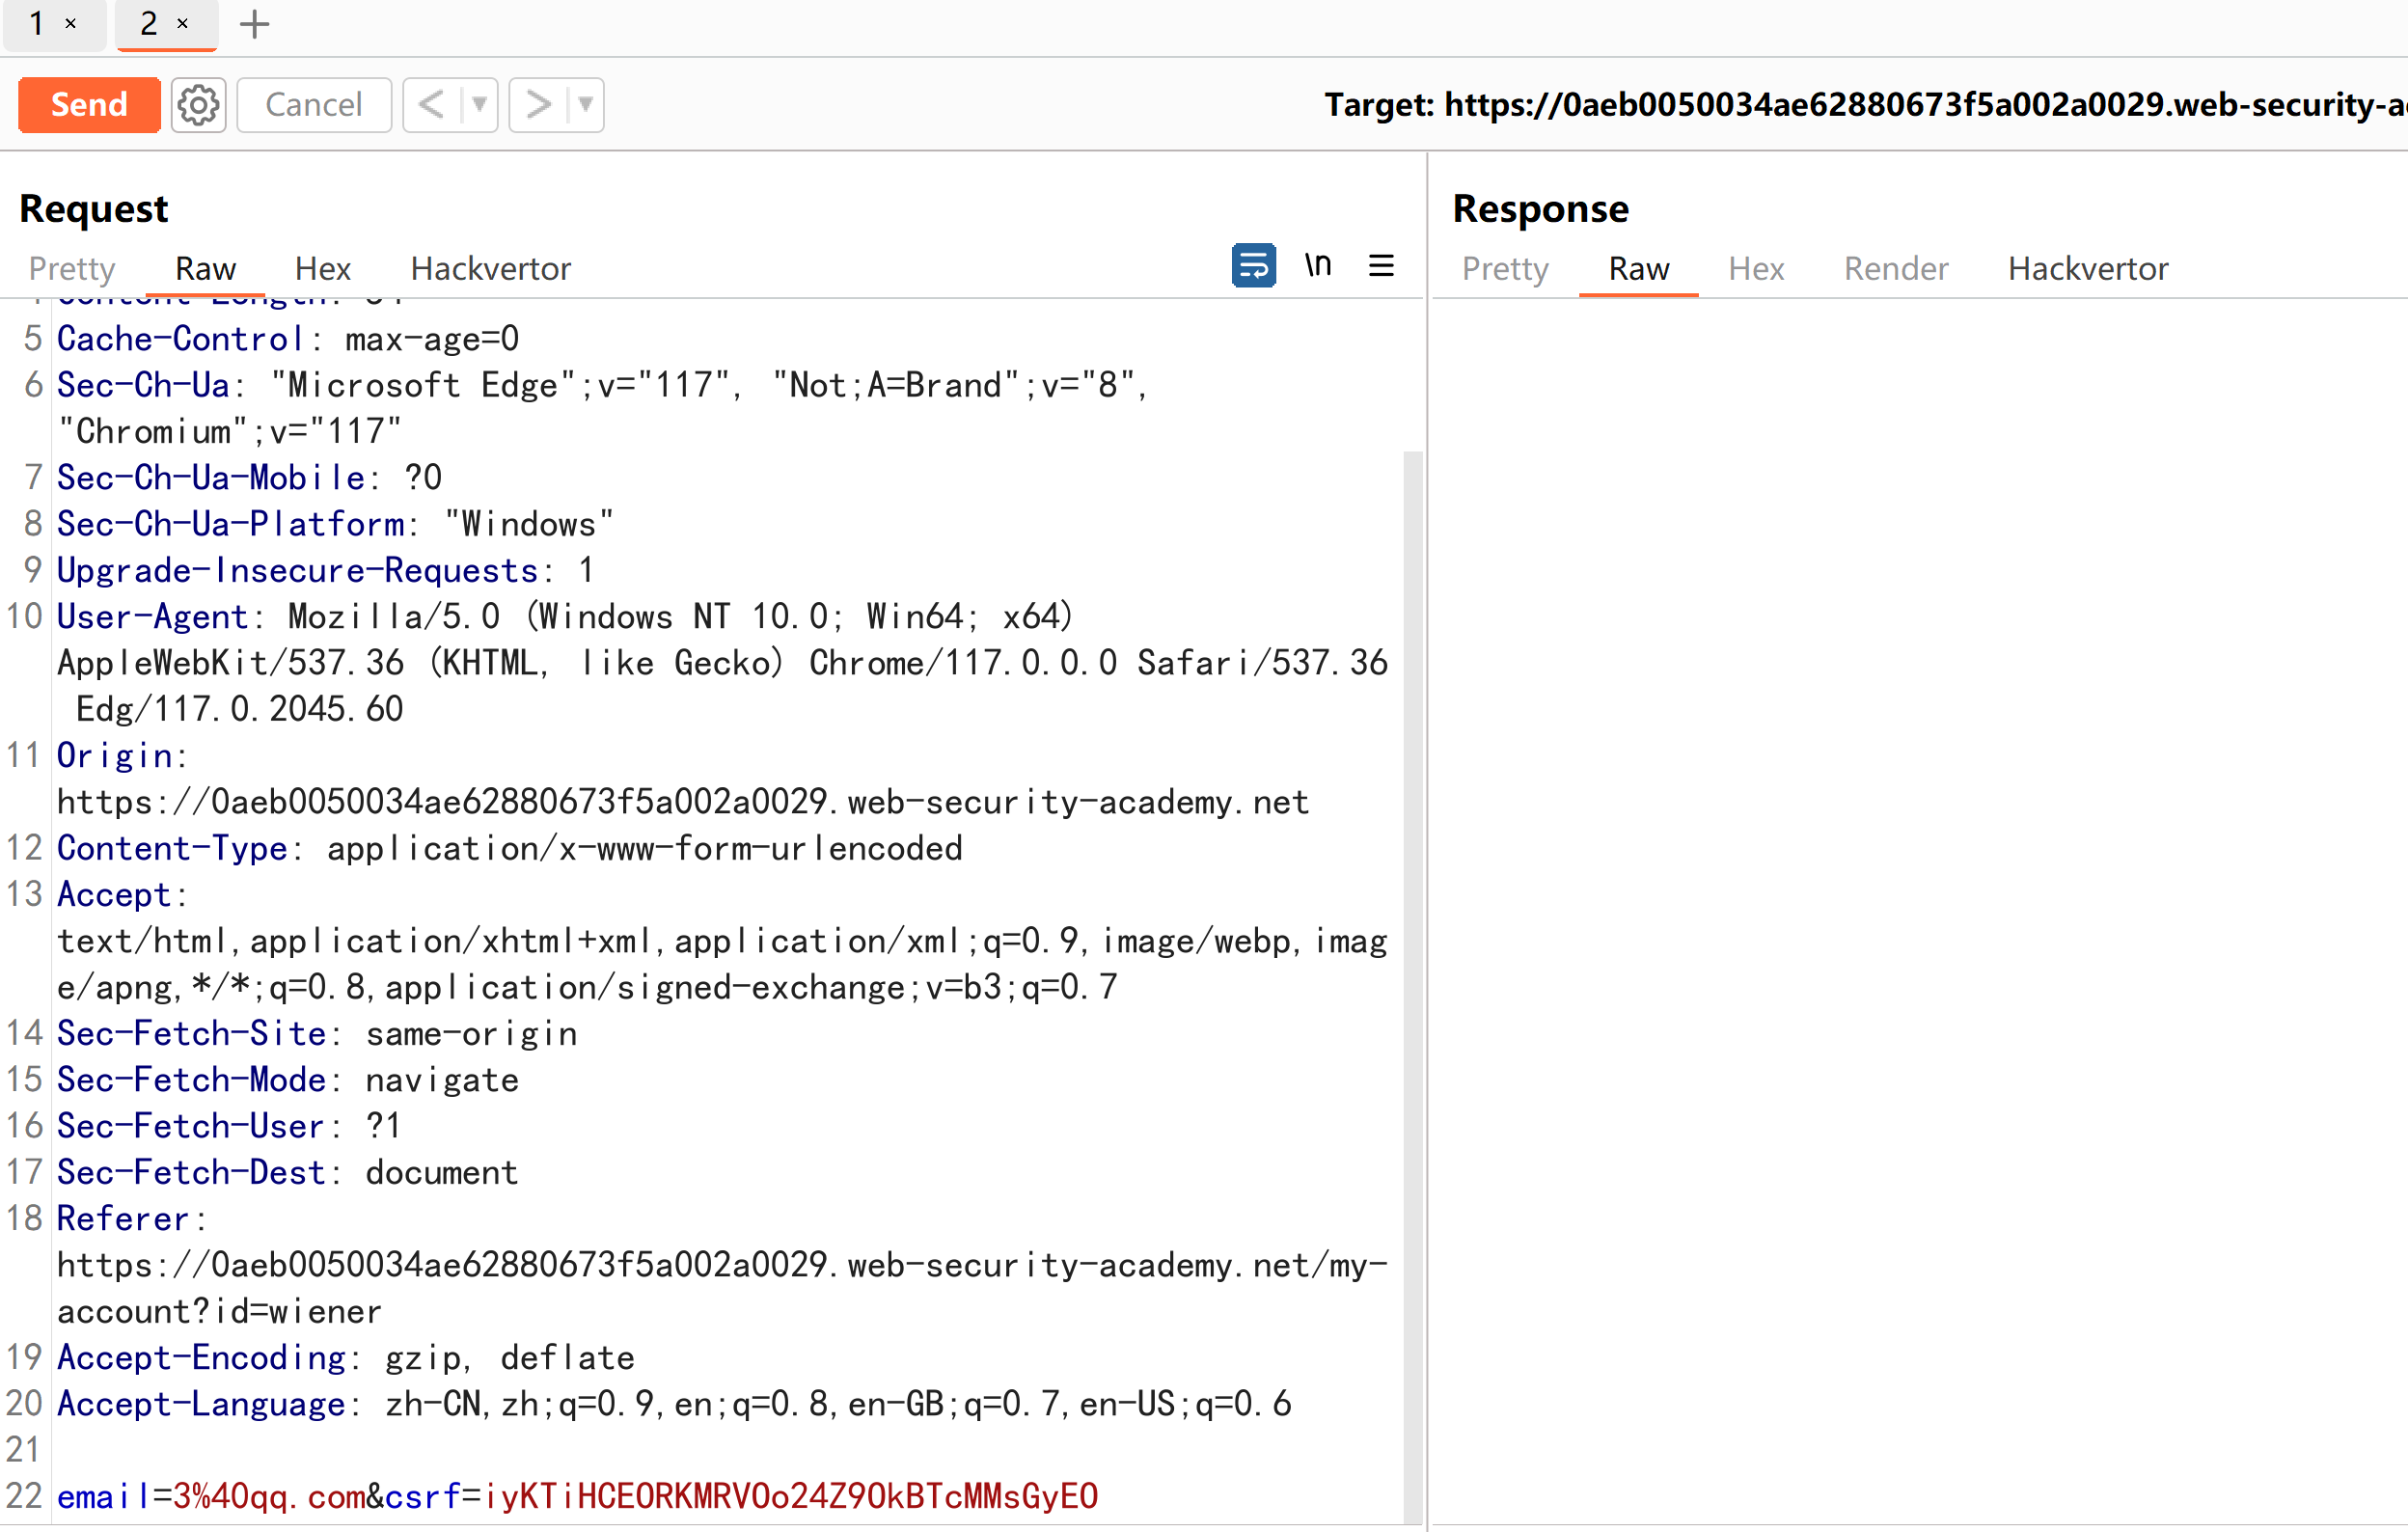 1 ×
2 ×
+
Send
Cancel
<
>
Target: https://0aeb0050034ae62880673f5a002a0029.web-security-a
Request
Response
Pretty Raw Hex Hackvertor
\n
Pretty Raw Hex Render Hackvertor
5 Cache-Control: max-age=0
6 Sec-Ch-Ua: "Microsoft Edge";v="117", "Not;A=Brand";v="8",
"Chromium";v="117"
7 Sec-Ch-Ua-Mobile: ?0
8 Sec-Ch-Ua-Platform: "Windows"
9 Upgrade-Insecure-Requests: 1
10 User-Agent: Mozilla/5.0 (Windows NT 10.0; Win64; x64)
AppleWebKit/537.36 (KHTML, like Gecko) Chrome/117.0.0.0 Safari/537.36
Edg/117.0.2045.60
11 Origin:
https://0aeb0050034ae62880673f5a002a0029.web-security-academy.net
12 Content-Type: application/x-www-form-urlencoded
13 Accept:
text/html,application/xhtml+xml,application/xml;q=0.9,image/webp,imag
e/apng,*/*;q=0.8,application/signed-exchange;v=b3;q=0.7
14 Sec-Fetch-Site: same-origin
15 Sec-Fetch-Mode: navigate
16 Sec-Fetch-User: ?1
17 Sec-Fetch-Dest: document
18 Referer:
https://0aeb0050034ae62880673f5a002a0029.web-security-academy.net/my-
account?id=wiener
19 Accept-Encoding: gzip, deflate
20 Accept-Language: zh-CN,zh;q=0.9,en;q=0.8,en-GB;q=0.7,en-US;q=0.6
21
22 email=3%40qq.com&csrf=iyKTiHCEORKMRVOo24Z90kBTcMMsGyEO